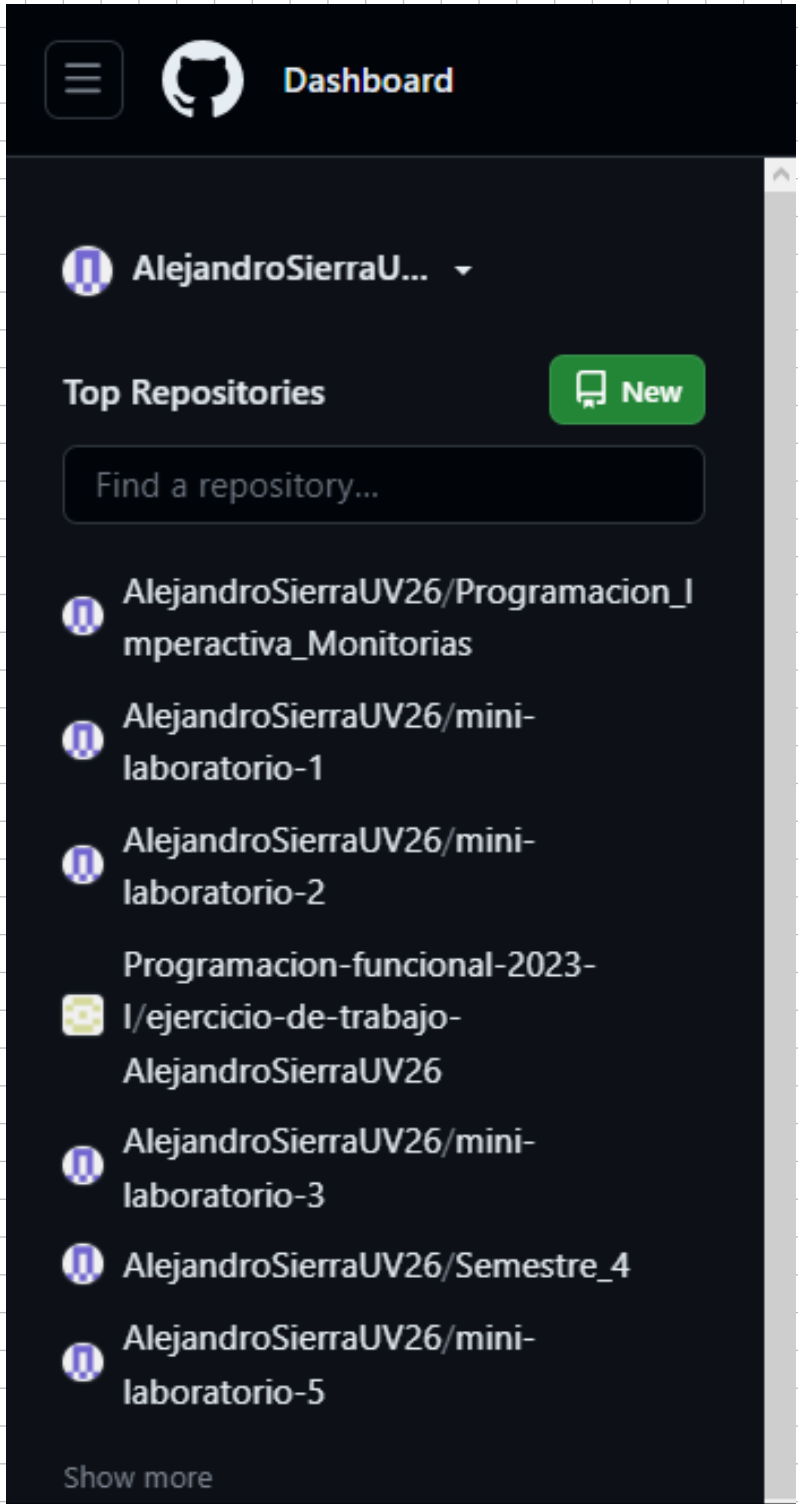 Dashboard
AlejandroSierraU...
Top Repositories
New
Find a repository...
AlejandroSierraUV26/Programacion_I
mperactiva_Monitorias
AlejandroSierraUV26/mini-
laboratorio-1
AlejandroSierraUV26/mini-
laboratorio-2
Programacion-funcional-2023-
I/ejercicio-de-trabajo-
AlejandroSierraUV26
AlejandroSierraUV26/mini-
laboratorio-3
AlejandroSierraUV26/Semestre_4
AlejandroSierraUV26/mini-
laboratorio-5
Show more